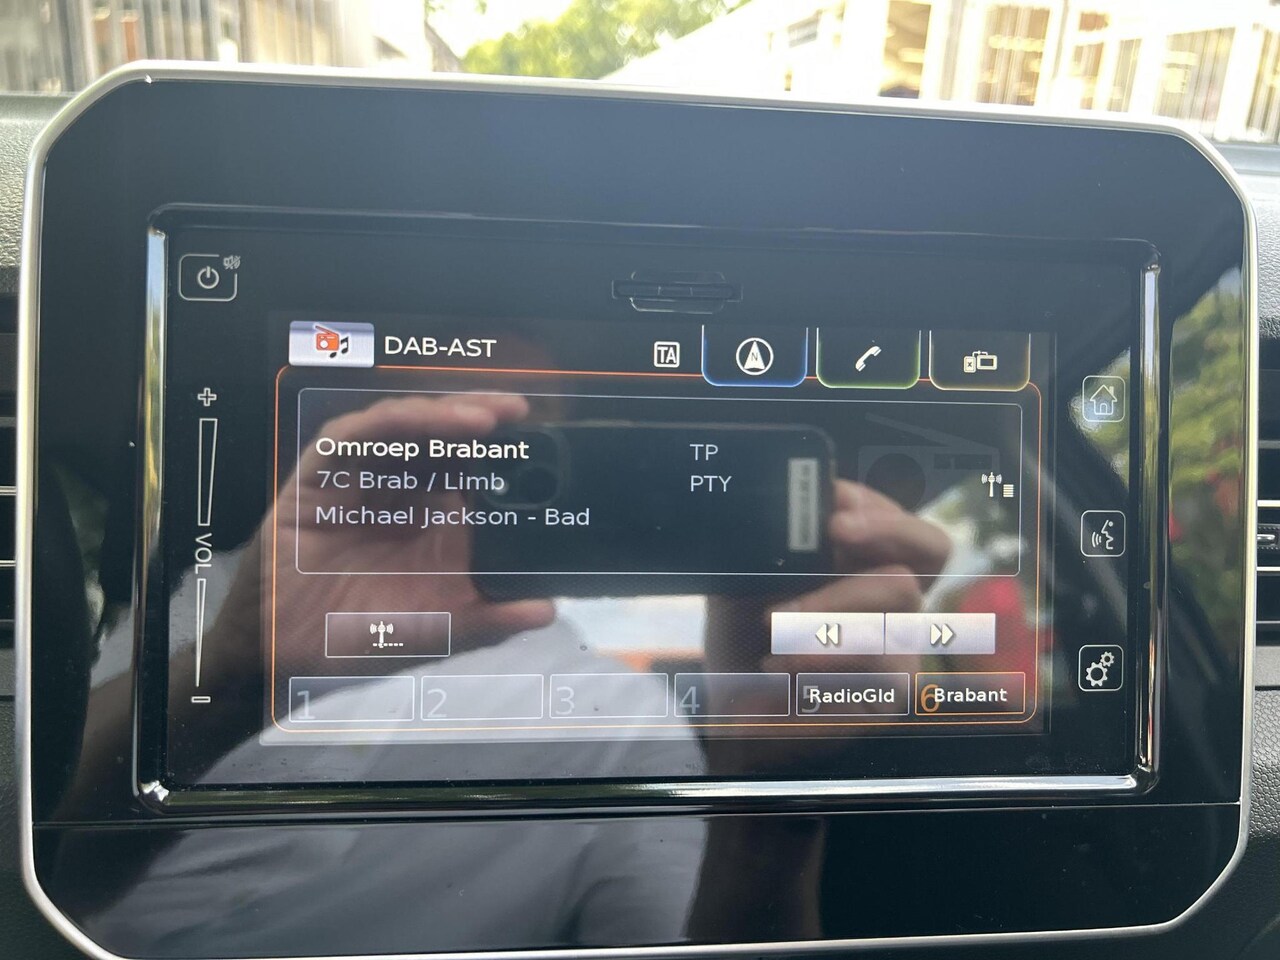 DAB-AST
TA
N
Omroep Brabant
TP
7C Brab / Limb
PTY
Michael Jackson - Bad
VOL
1
2
3
4
5 RadioGld
6 Brabant